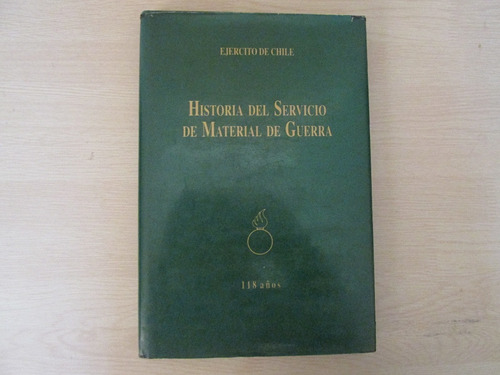 EJERCITO DE CHILE
HISTORIA DEL SERVICIO
DE MATERIAL DE GUERRA
118 años